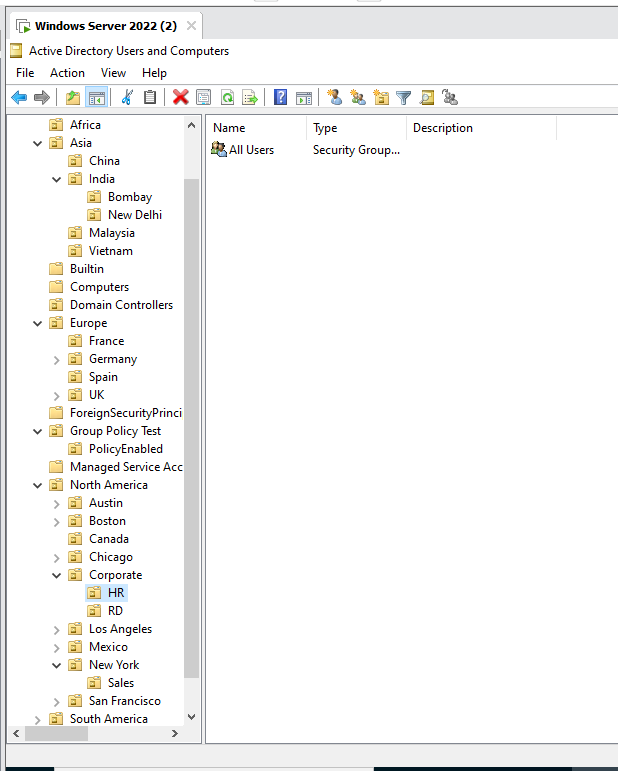 Windows Server 2022 (2)
Active Directory Users and Computers
File Action View Help
Name Type Description
All Users Security Group...
Africa
Asia
China
India
Bombay
New Delhi
Malaysia
Vietnam
Builtin
Computers
Domain Controllers
Europe
France
Germany
Spain
UK
ForeignSecurityPrinci
Group Policy Test
PolicyEnabled
Managed Service Acc
North America
Austin
Boston
Canada
Chicago
Corporate
HR
RD
Los Angeles
Mexico
New York
Sales
San Francisco
South America